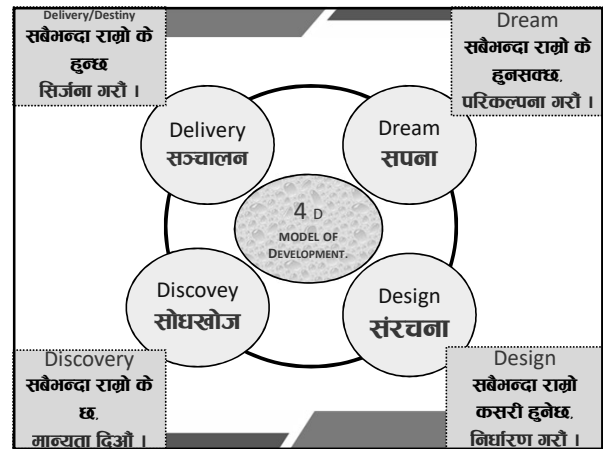 Delivery/Destiny
सबैभन्दा राम्रो के
हुन्छ
सिर्जना गरौं ।
Dream
सबैभन्दा राम्रो के
हुनसक्छ.
परिकल्पना गरौं ।
Delivery
सञ्चालन
Dream
सपना
4 D
MODEL OF
DEVELOPMENT.
Discovey
सोधखोज
Design
संरचना
Discovery
सबैभन्दा राम्रो के
छ.
मान्यता दिऔं ।
Design
सबैभन्दा राम्रो
कसरी हुनेछ.
निर्धारण गरौं ।